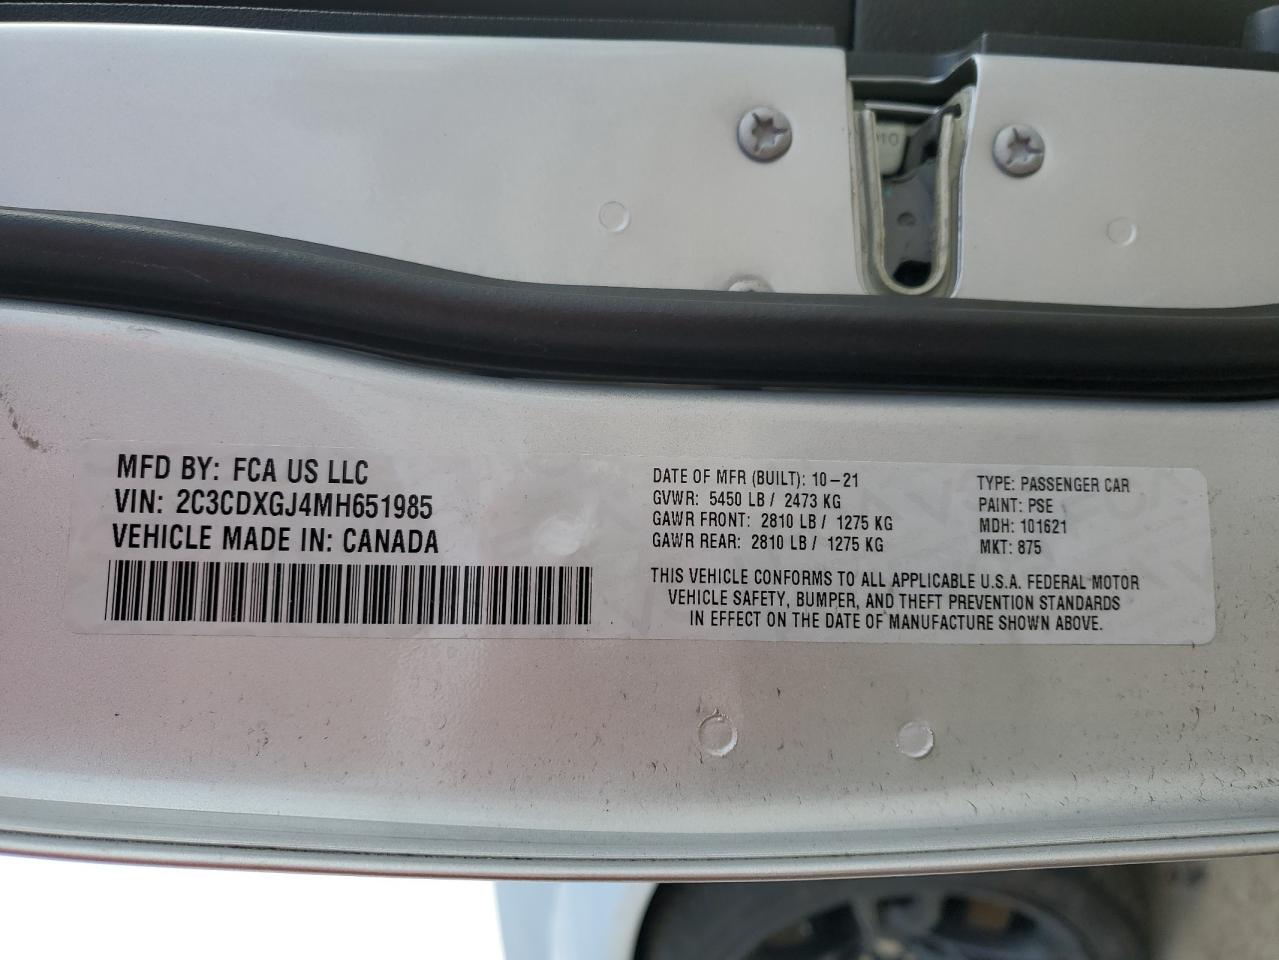 MFD BY: FCA US LLC
VIN: 2C3CDXGJ4MH651985
VEHICLE MADE IN: CANADA
DATE OF MFR (BUILT): 10-21
GVWR: 5450 LB / 2473 KG
GAWR FRONT: 2810 LB / 1275 KG
GAWR REAR: 2810 LB / 1275 KG
TYPE: PASSENGER CAR
PAINT: PSE
MDH: 101621
MKT: 875
THIS VEHICLE CONFORMS TO ALL APPLICABLE U.S.A. FEDERAL MOTOR
VEHICLE SAFETY, BUMPER, AND THEFT PREVENTION STANDARDS
IN EFFECT ON THE DATE OF MANUFACTURE SHOWN ABOVE.